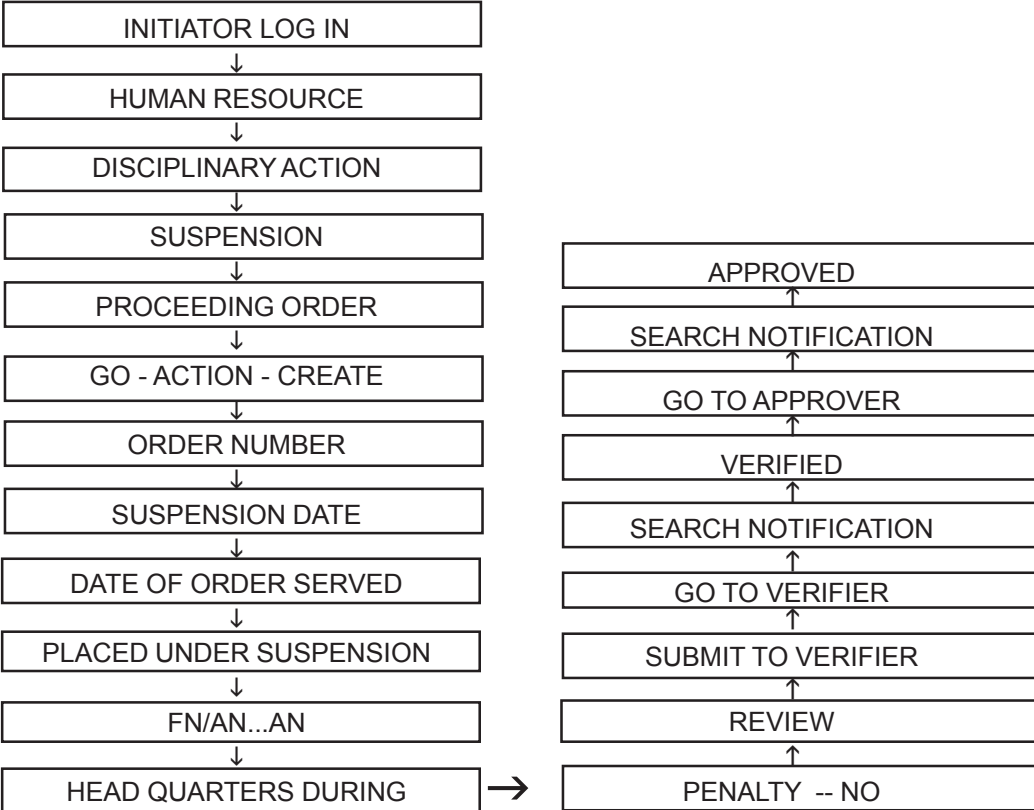 INITIATOR LOG IN
HUMAN RESOURCE
DISCIPLINARY ACTION
SUSPENSION
PROCEEDING ORDER
GO - ACTION - CREATE
ORDER NUMBER
SUSPENSION DATE
DATE OF ORDER SERVED
PLACED UNDER SUSPENSION
FN/AN...AN
HEAD QUARTERS DURING
PENALTY -- NO
REVIEW
SUBMIT TO VERIFIER
GO TO VERIFIER
SEARCH NOTIFICATION
VERIFIED
GO TO APPROVER
SEARCH NOTIFICATION
APPROVED